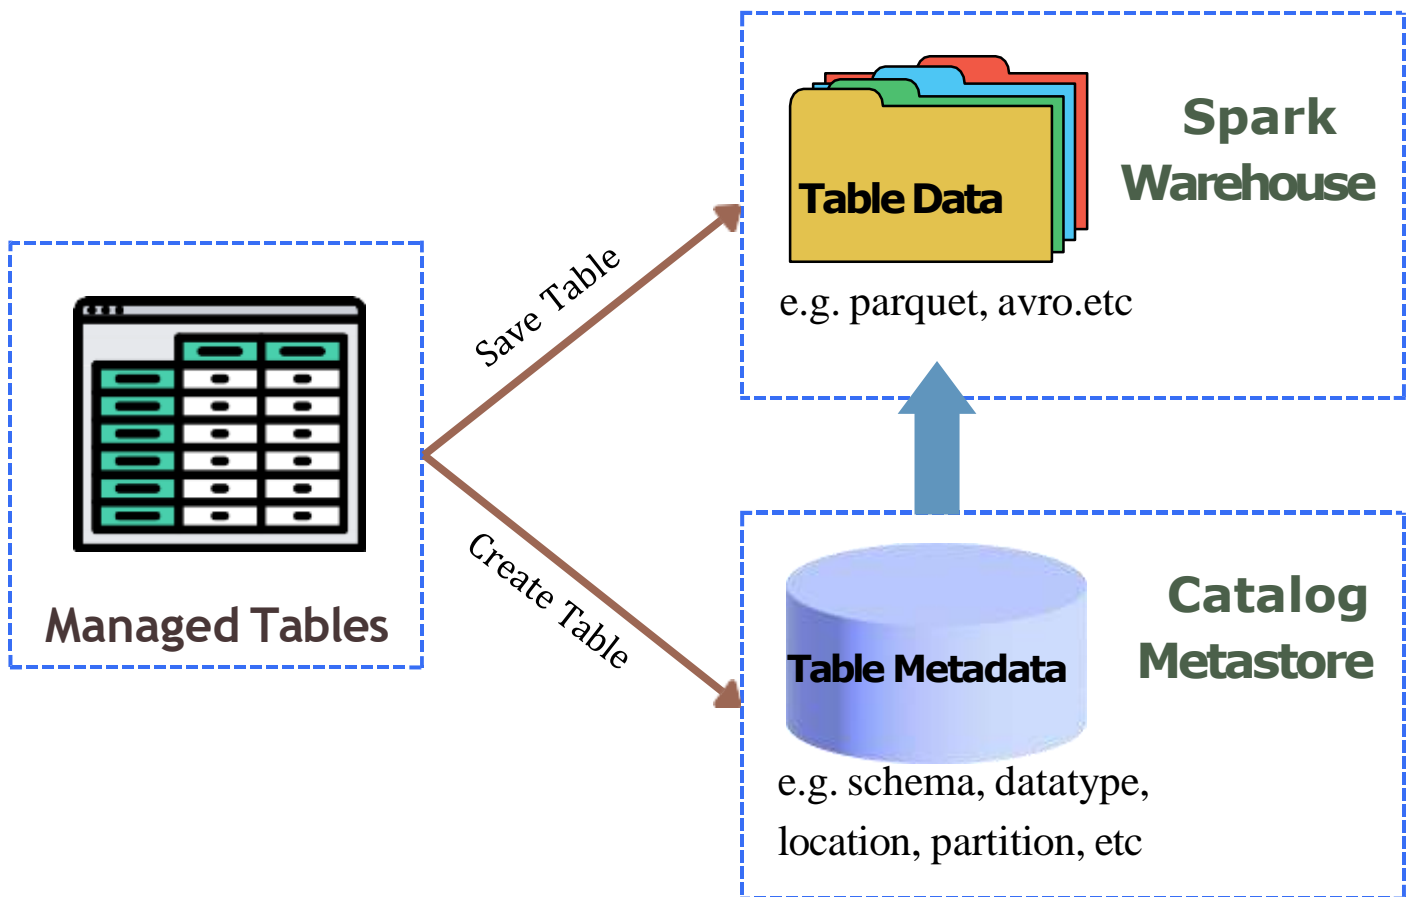 Managed Tables
Save Table
Create Table
Table Data
Spark
Warehouse
e.g. parquet, avro.etc
Table Metadata
Catalog
Metastore
e.g. schema, datatype,
location, partition, etc